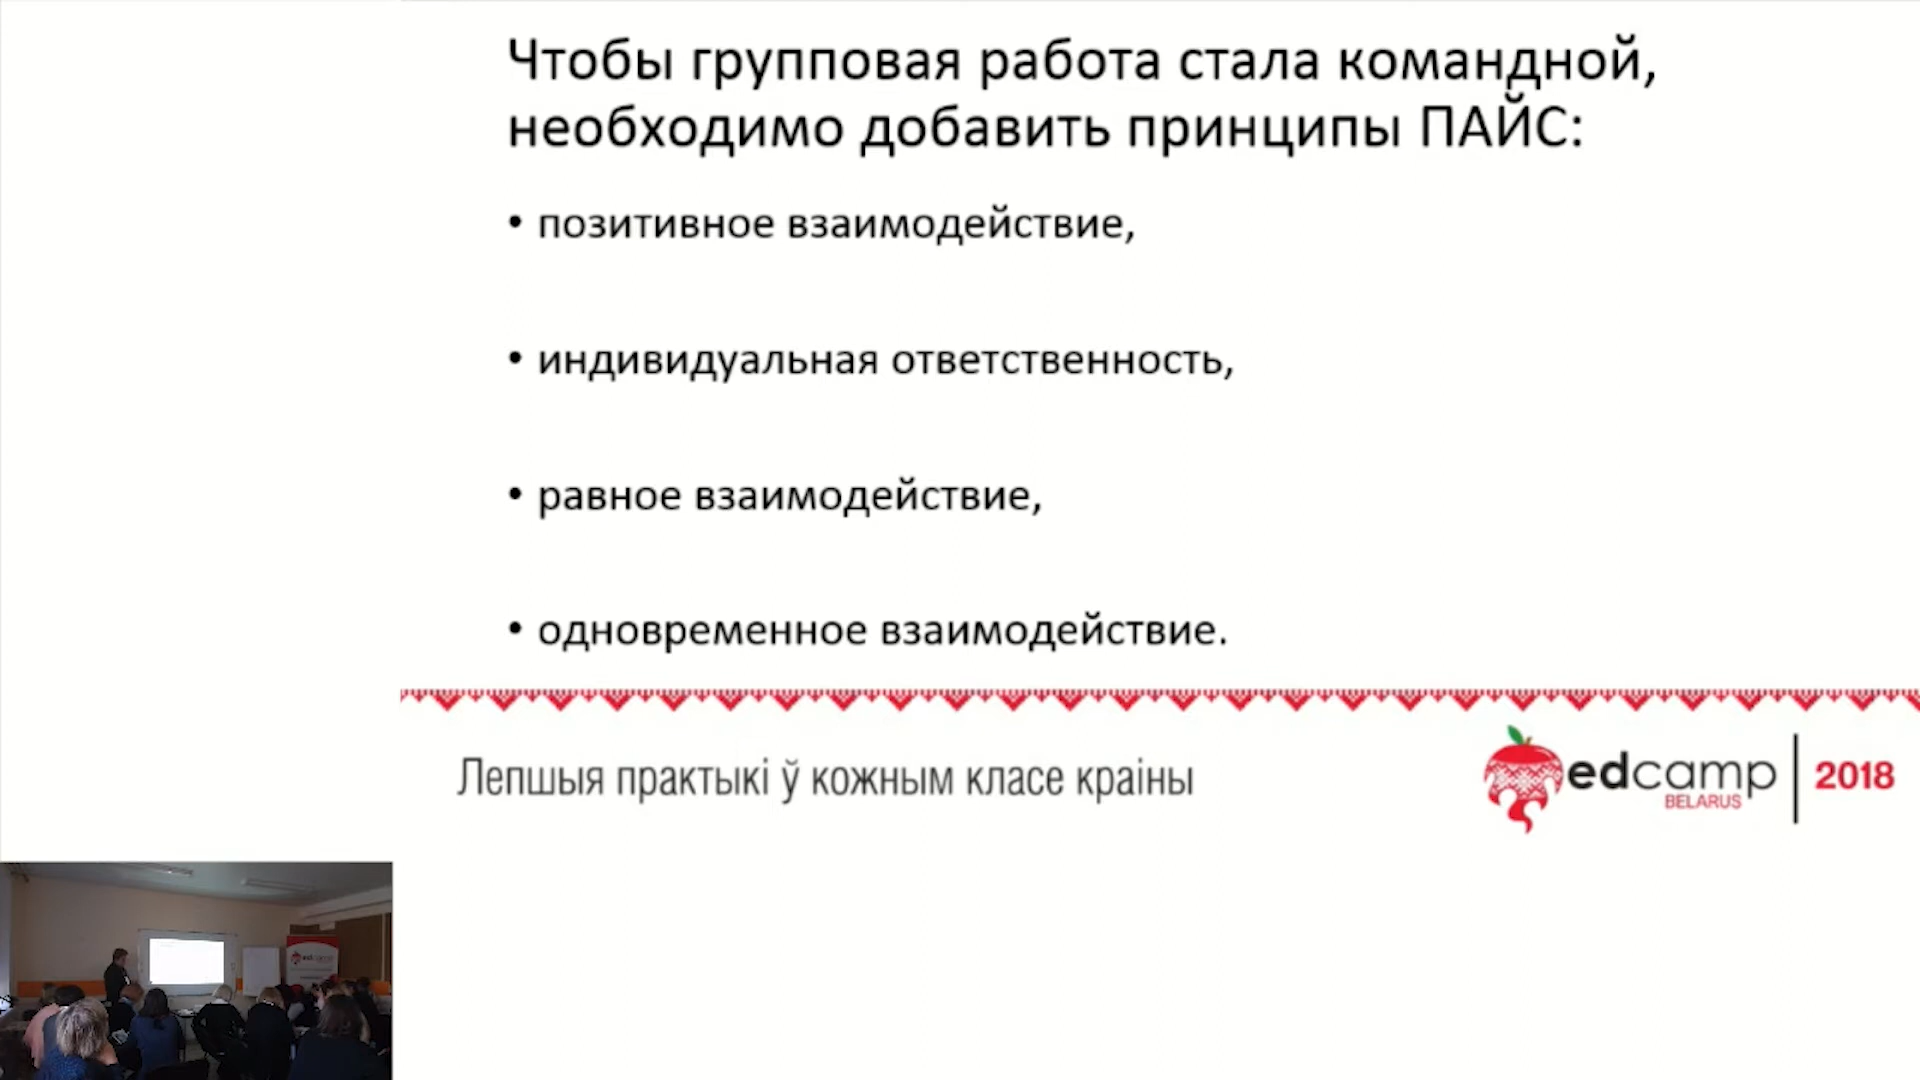 Чтобы групповая работа стала командной,
необходимо добавить принципы ПАЙС:
• позитивное взаимодействие,
• индивидуальная ответственность,
• равное взаимодействие,
• одновременное взаимодействие.
Лепшыя практыкі ў кожным класе краіны
edcamp
BELARUS
2018